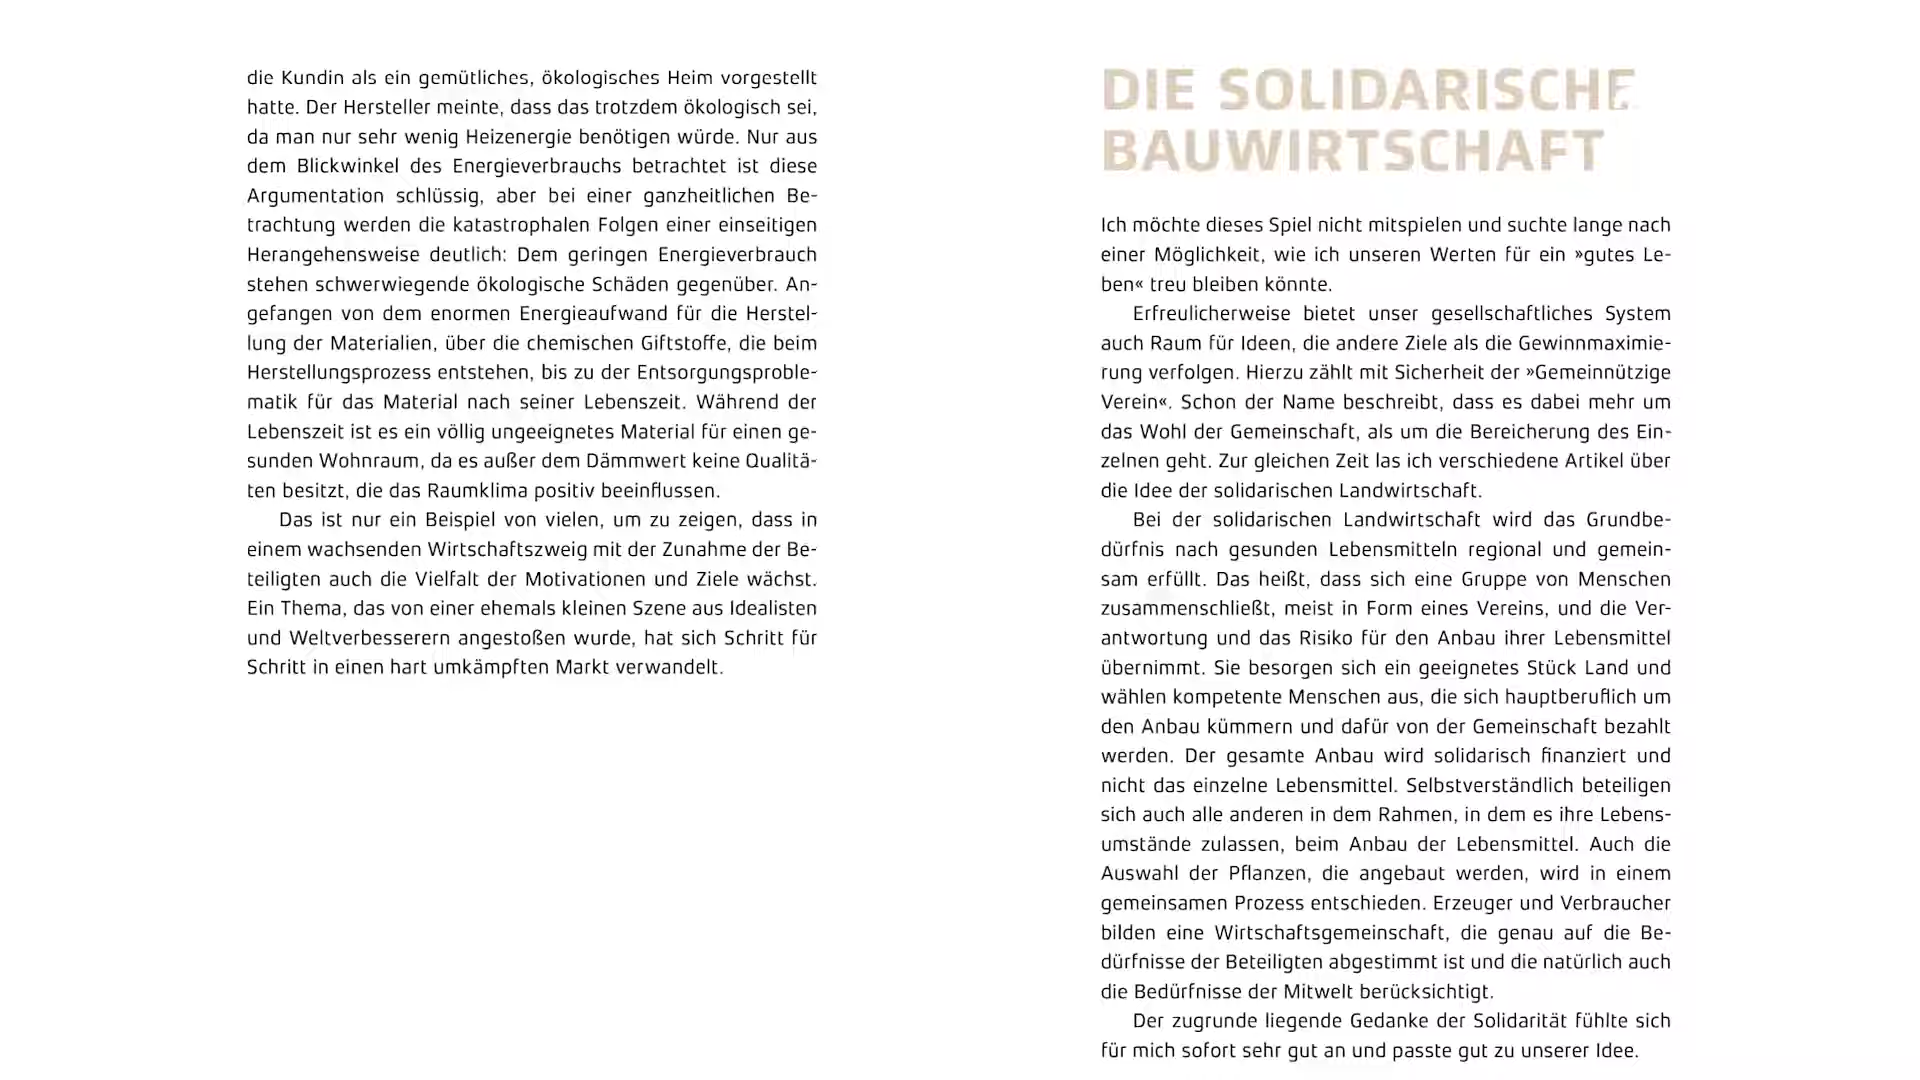 die Kundin als ein gemütliches, ökologisches Heim vorgestellt
hatte. Der Hersteller meinte, dass das trotzdem ökologisch sei,
da man nur sehr wenig Heizenergie benötigen würde. Nur aus
dem Blickwinkel des Energieverbrauchs betrachtet ist diese
Argumentation schlüssig, aber bei einer ganzheitlichen Be-
trachtung werden die katastrophalen Folgen einer einseitigen
Herangehensweise deutlich: Dem geringen Energieverbrauch
stehen schwerwiegende ökologische Schäden gegenüber. An-
gefangen von dem enormen Energieaufwand für die Herstel-
lung der Materialien, über die chemischen Giftstoffe, die beim
Herstellungsprozess entstehen, bis zu der Entsorgungsproble-
matik für das Material nach seiner Lebenszeit. Während der
Lebenszeit ist es ein völlig ungeeignetes Material für einen ge-
sunden Wohnraum, da es außer dem Dämmwert keine Qualitä-
ten besitzt, die das Raumklima positiv beeinflussen.
Das ist nur ein Beispiel von vielen, um zu zeigen, dass in
einem wachsenden Wirtschaftszweig mit der Zunahme der Be-
teiligten auch die Vielfalt der Motivationen und Ziele wächst.
Ein Thema, das von einer ehemals kleinen Szene aus Idealisten
und Weltverbesserern angestoßen wurde, hat sich Schritt für
Schritt in einen hart umkämpften Markt verwandelt.
DIE SOLIDARISCHE
BAUWIRTSCHAFT
Ich möchte dieses Spiel nicht mitspielen und suchte lange nach
einer Möglichkeit, wie ich unseren Werten für ein »gutes Le-
ben« treu bleiben könnte.
Erfreulicherweise bietet unser gesellschaftliches System
auch Raum für Ideen, die andere Ziele als die Gewinnmaximie-
rung verfolgen. Hierzu zählt mit Sicherheit der »Gemeinnützige
Verein«. Schon der Name beschreibt, dass es dabei mehr um
das Wohl der Gemeinschaft, als um die Bereicherung des Ein-
zelnen geht. Zur gleichen Zeit las ich verschiedene Artikel über
die Idee der solidarischen Landwirtschaft.
Bei der solidarischen Landwirtschaft wird das Grundbe-
dürfnis nach gesunden Lebensmitteln regional und gemein-
sam erfüllt. Das heißt, dass sich eine Gruppe von Menschen
zusammenschließt, meist in Form eines Vereins, und die Ver-
antwortung und das Risiko für den Anbau ihrer Lebensmittel
übernimmt. Sie besorgen sich ein geeignetes Stück Land und
wählen kompetente Menschen aus, die sich hauptberuflich um
den Anbau kümmern und dafür von der Gemeinschaft bezahlt
werden. Der gesamte Anbau wird solidarisch finanziert und
nicht das einzelne Lebensmittel. Selbstverständlich beteiligen
sich auch alle anderen in dem Rahmen, in dem es ihre Lebens-
umstände zulassen, beim Anbau der Lebensmittel. Auch die
Auswahl der Pflanzen, die angebaut werden, wird in einem
gemeinsamen Prozess entschieden. Erzeuger und Verbraucher
bilden eine Wirtschaftsgemeinschaft, die genau auf die Be-
dürfnisse der Beteiligten abgestimmt ist und die natürlich auch
die Bedürfnisse der Mitwelt berücksichtigt.
Der zugrunde liegende Gedanke der Solidarität fühlte sich
für mich sofort sehr gut an und passte gut zu unserer Idee.